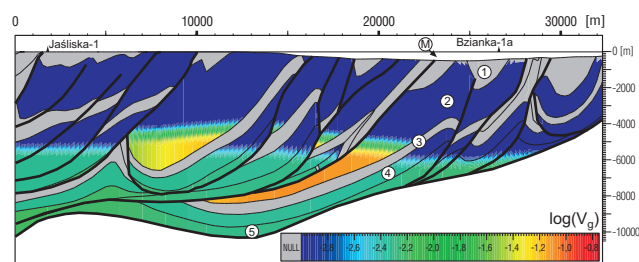 0 10000 20000 30000 [m]
Jaśliska-1 M Bzianka-1a
0 [m]
1
-2000
2
-4000
3
-6000
4
-8000
5 log(Vg) -10000
NULL -2,8 -2,6 -2,4 -2,2 -2,0 -1,8 -1,6 -1,4 -1,2 -1,0 -0,8